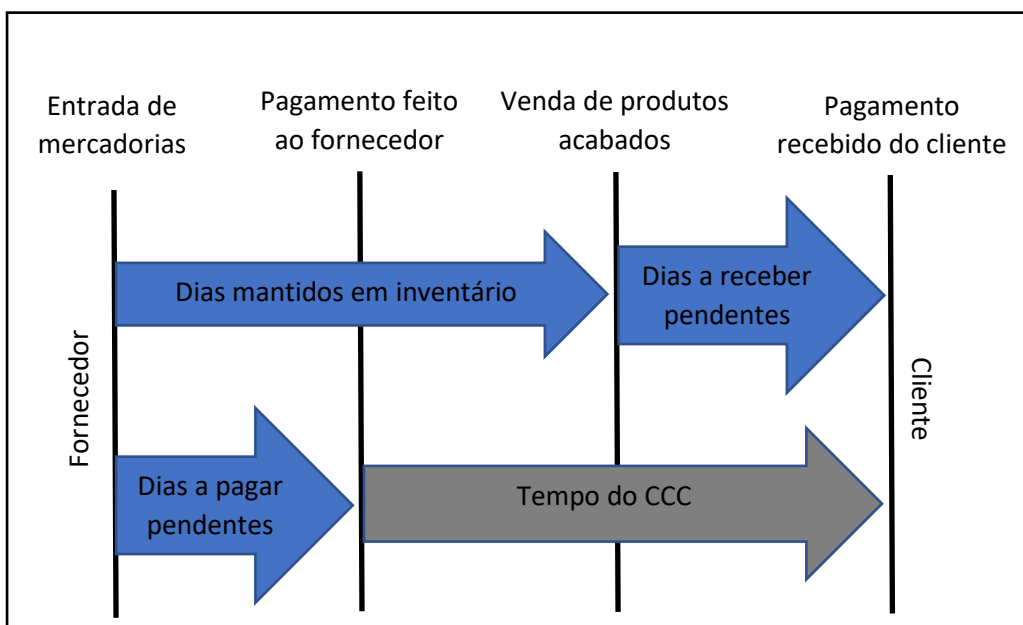 Entrada de
mercadorias
Pagamento feito
ao fornecedor
Venda de produtos
acabados
Pagamento
recebido do cliente
Dias mantidos em inventário
Dias a receber
pendentes
Fornecedor
Cliente
Dias a pagar
pendentes
Tempo do CCC